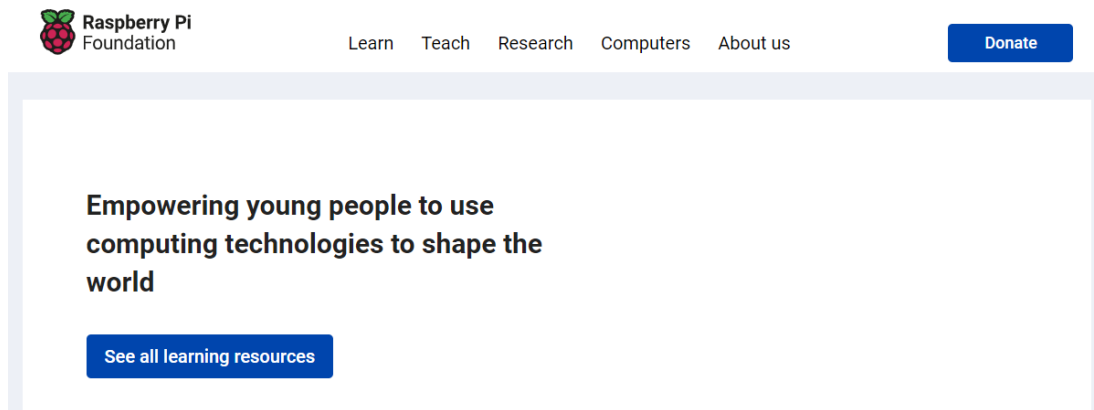 Raspberry Pi
Foundation
Learn Teach Research Computers About us
Donate
Empowering young people to use
computing technologies to shape the
world
See all learning resources